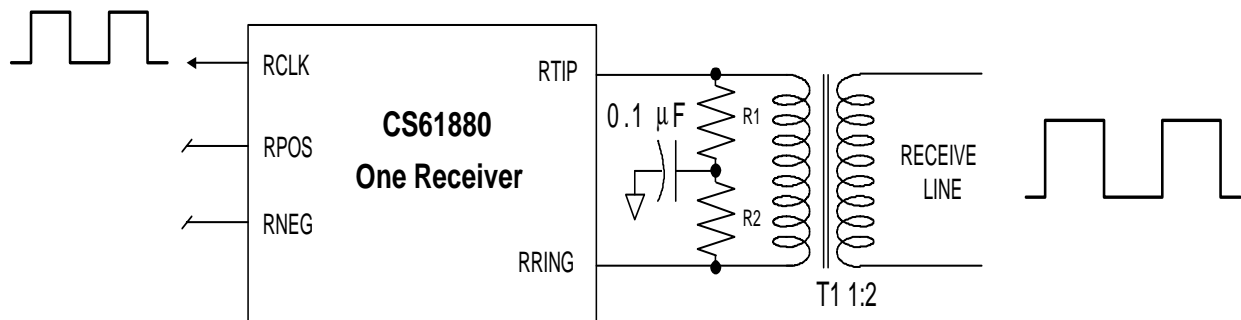 RCLK
RPOS
RNEG
CS61880
One Receiver
RTIP
RRING
0.1 μF
R1
R2
T1 1:2
RECEIVE
LINE